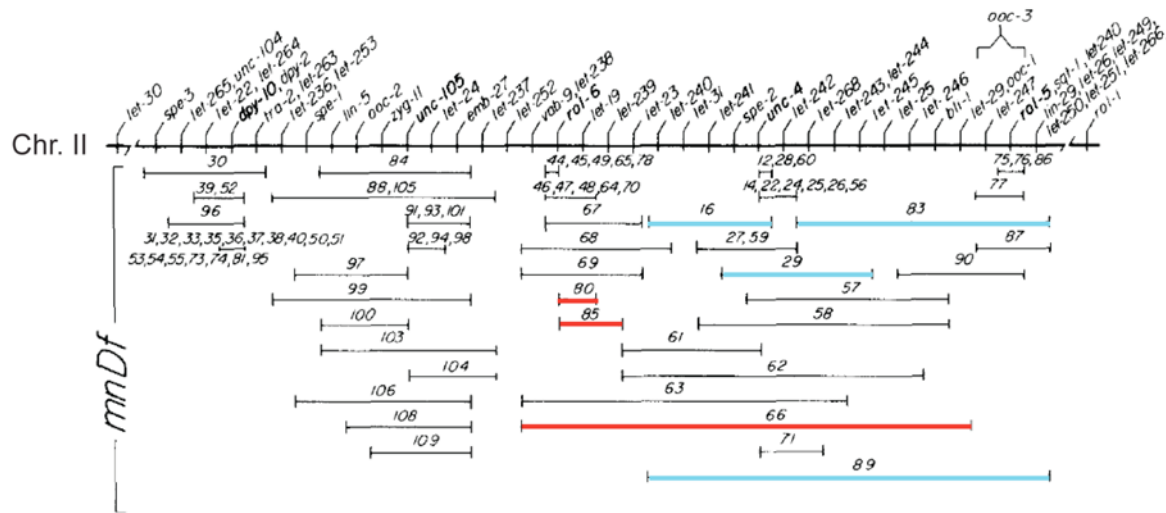 ooc-3
let-30
spe-3
let-265, unc-104
let-22, let-264
dpy-10, dpy-2
tra-2, let-263
let-236, let-253
spe-1
lin-5
ooc-2
zyg-11
unc-105
let-24
emb-27
let-237
let-252
vab-9, let-238
rol-6
let-19
let-239
let-23
let-240
let-31
let-241
spe-2
unc-4
let-242
let-268
let-243, let-244
let-245
let-25
let-246
bli-1
let-29, ooc-1
let-247
rol-5, sqt-1, let-240
lin-29, let-26, let-249,
let-250, let-251, let-266
rol-1
Chr. II
30 84 44,45,49,65,78 12,28,60 75,76,86
39,52 88,105 46,47,48,64,70 14,22,24,25,26,56 77
96 91,93,101 67 16 83
31,32,33,35,36,37,38,40,50,51 92,94,98 68 27,59 87
53,54,55,73,74,81,95
97 69 29 90
99 80 57
100 85 58
103 61
104 62
106 63
108 66
109 71
89
mnDf